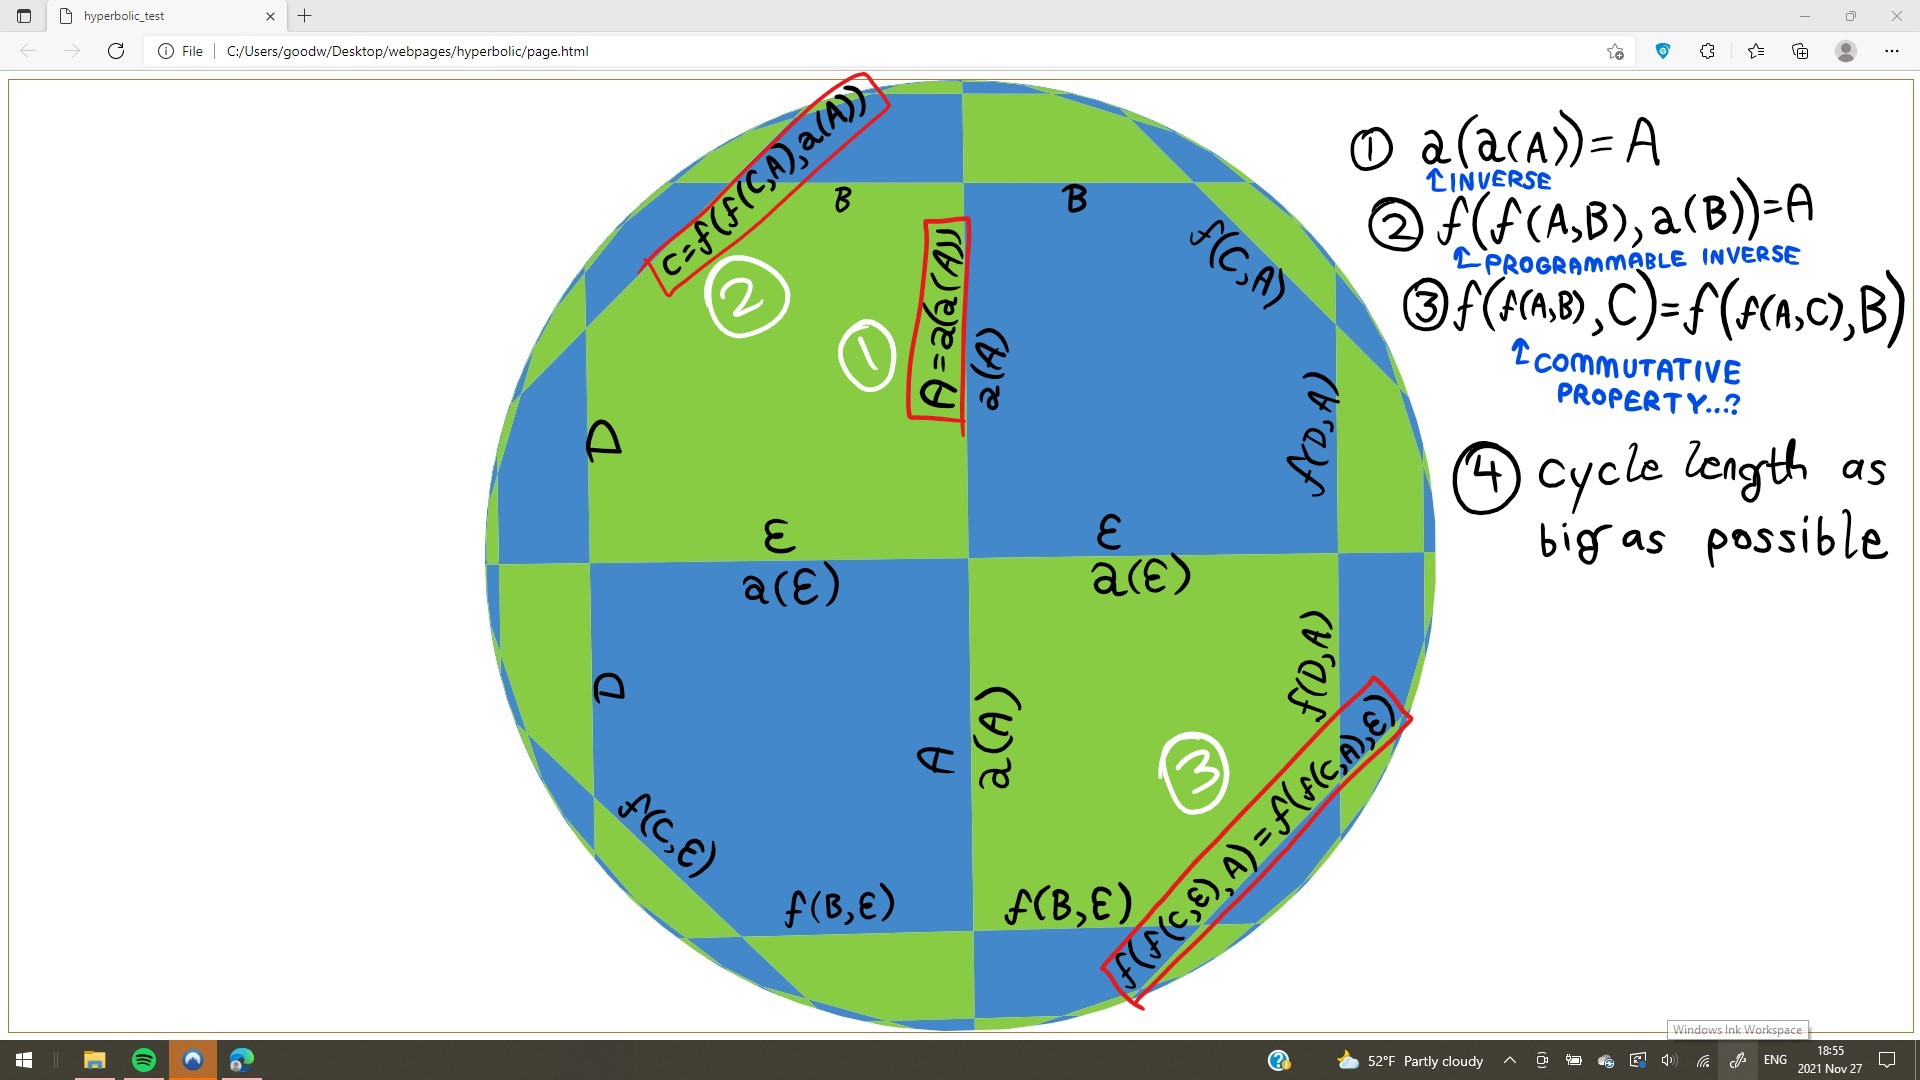 hyperbolic_test
File
C:/Users/goodw/Desktop/webpages/hyperbolic/page.html
C=f(f(C,A),a(A))
B
B
f(C,A)
②
①
A=a(a(A))
a(A)
D
f(D,A)
ε
ε
a(ε)
a(ε)
D
f(D,A)
A
a(A)
③
f(C,ε)
f(B,ε)
f(B,ε)
f(f(C,ε),A)=f(f(C,A),ε)
① a(a(A))=A
↑INVERSE
② f(f(A,B),a(B))=A
↑PROGRAMMABLE INVERSE
③ f(f(A,B),C)=f(f(A,C),B)
↑COMMUTATIVE
PROPERTY...?
④ cycle length as
big as possible
Windows Ink Workspace
52°F Partly cloudy
ENG
18:55
2021 Nov 27